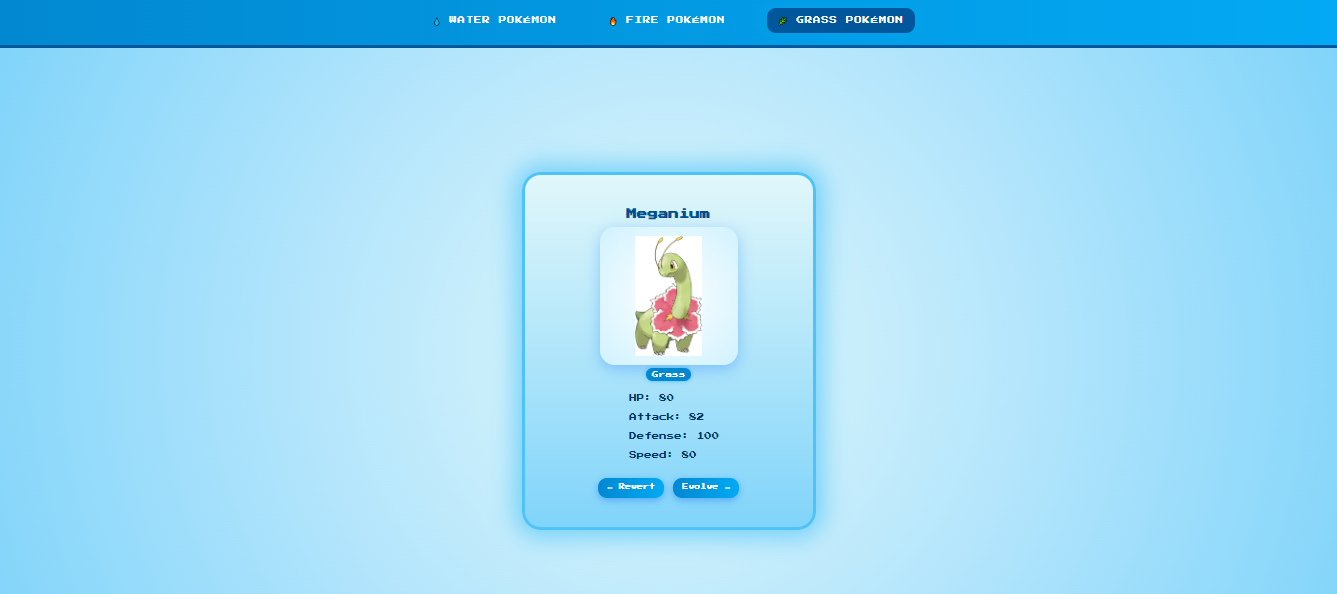 💧 WATER POKÉMON
🔥 FIRE POKÉMON
🌿 GRASS POKÉMON
Meganium
Grass
HP: 80
Attack: 82
Defense: 100
Speed: 80
← Revert
Evolve →